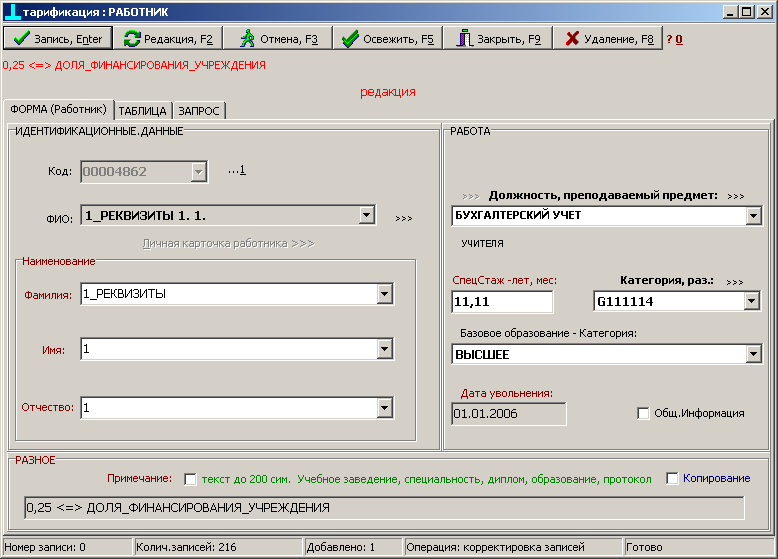 тарификация : РАБОТНИК
Запись, Enter
Редакция, F2
Отмена, F3
Освежить, F5
Закрыть, F9
Удаление, F8
? 0
0,25 <=> ДОЛЯ_ФИНАНСИРОВАНИЯ_УЧРЕЖДЕНИЯ
редакция
ФОРМА (Работник)
ТАБЛИЦА
ЗАПРОС
ИДЕНТИФИКАЦИОННЫЕ.ДАННЫЕ
Код:
00004862
...1
ФИО:
1_РЕКВИЗИТЫ 1. 1.
>>>
Личная карточка работника >>>
Наименование
Фамилия:
1_РЕКВИЗИТЫ
Имя:
1
Отчество:
1
РАБОТА
>>> Должность, преподаваемый предмет: >>>
БУХГАЛТЕРСКИЙ УЧЕТ
УЧИТЕЛЯ
СпецСтаж -лет, мес:
Категория, раз.: >>>
11,11
G111114
Базовое образование - Категория:
ВЫСШЕЕ
Дата увольнения:
01.01.2006
Общ.Информация
РАЗНОЕ
Примечание:
текст до 200 сим. Учебное заведение, специальность, диплом, образование, протокол
Копирование
0,25 <=> ДОЛЯ_ФИНАНСИРОВАНИЯ_УЧРЕЖДЕНИЯ
Номер записи: 0
Колич.записей: 216
Добавлено: 1
Операция: корректировка записей
Готово